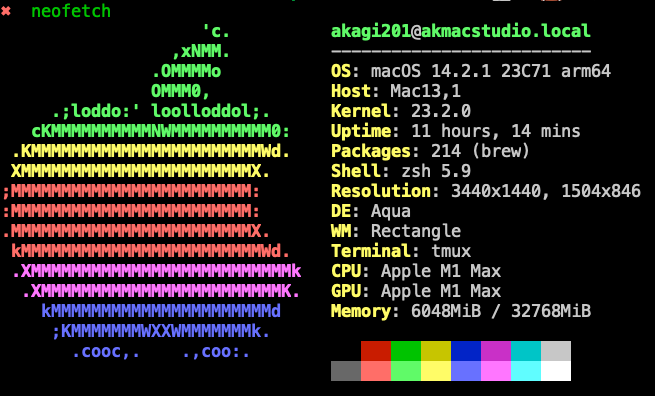 ✖ neofetch
'c.
,xNMM.
.OMMMMo
OMMM0,
.;loddo:' loolloddol;.
cKMMMMMMMMMMNWMMMMMMMMMM0:
.KMMMMMMMMMMMMMMMMMMMMMMMWd.
XMMMMMMMMMMMMMMMMMMMMMMMX.
;MMMMMMMMMMMMMMMMMMMMMMMM:
:MMMMMMMMMMMMMMMMMMMMMMMM:
.MMMMMMMMMMMMMMMMMMMMMMMMX.
kMMMMMMMMMMMMMMMMMMMMMMMMWd.
.XMMMMMMMMMMMMMMMMMMMMMMMMMMk
.XMMMMMMMMMMMMMMMMMMMMMMMMK.
kMMMMMMMMMMMMMMMMMMMMMMd
;KMMMMMMMWXXWMMMMMMMk.
.cooc,. .,coo:.
akagi201@akmacstudio.local
--------------------------
OS: macOS 14.2.1 23C71 arm64
Host: Mac13,1
Kernel: 23.2.0
Uptime: 11 hours, 14 mins
Packages: 214 (brew)
Shell: zsh 5.9
Resolution: 3440x1440, 1504x846
DE: Aqua
WM: Rectangle
Terminal: tmux
CPU: Apple M1 Max
GPU: Apple M1 Max
Memory: 6048MiB / 32768MiB